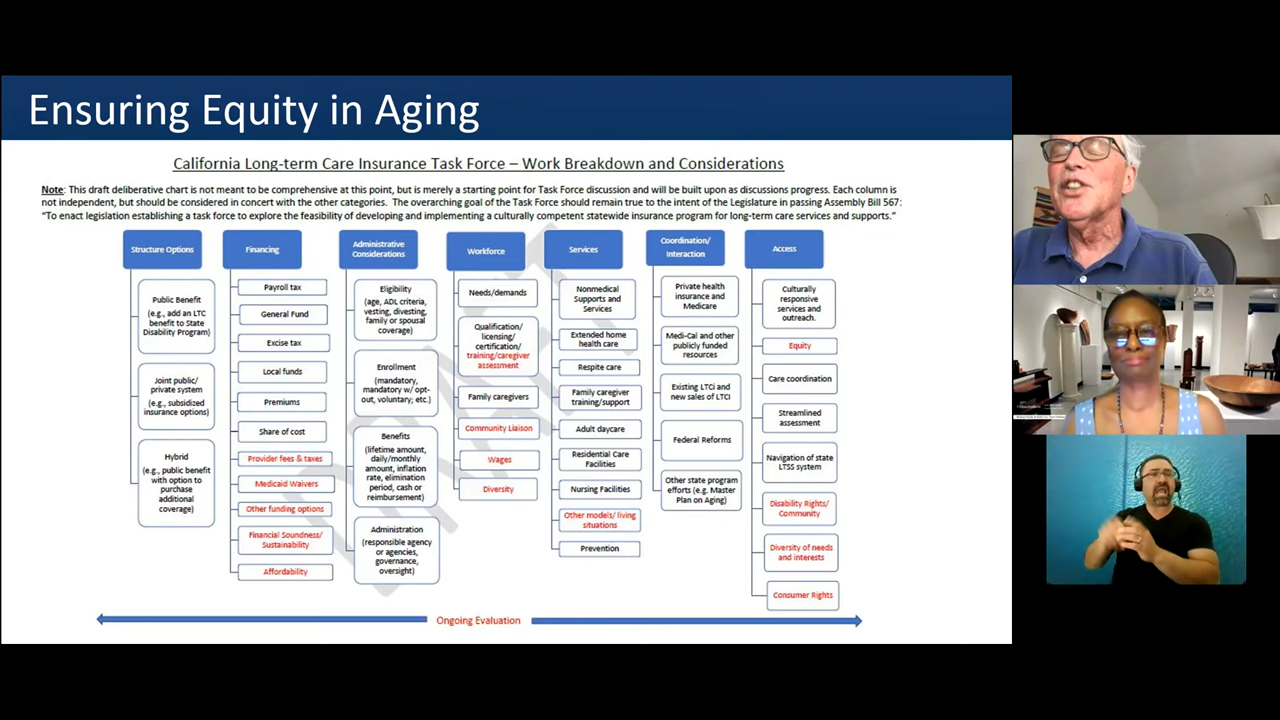 Ensuring Equity in Aging
California Long-term Care Insurance Task Force – Work Breakdown and Considerations
Note: This draft deliberative chart is not meant to be comprehensive at this point, but is merely a starting point for Task Force discussion and will be built upon as discussions progress. Each column is
not independent, but should be considered in concert with the other categories. The overarching goal of the Task Force should remain true to the intent of the Legislature in passing Assembly Bill 567:
“To enact legislation establishing a task force to explore the feasibility of developing and implementing a culturally competent statewide insurance program for long-term care services and supports.”
Structure Options
Public Benefit
(e.g., add an LTC
benefit to State
Disability Program)
Joint public/
private system
(e.g., subsidized
insurance options)
Hybrid
(e.g., public benefit
with option to
purchase
additional
coverage)
Financing
Payroll tax
General Fund
Excise tax
Local funds
Premiums
Share of cost
Provider fees & taxes
Medicaid Waivers
Other funding options
Financial Soundness/
Sustainability
Affordability
Administrative
Considerations
Eligibility
(age, ADL criteria,
vesting, divesting,
family or spousal
coverage)
Enrollment
(mandatory,
mandatory w/ opt-
out, voluntary; etc.)
Benefits
(lifetime amount,
daily/monthly
amount, inflation
rate, elimination
period, cash or
reimbursement)
Administration
(responsible agency
or agencies,
governance,
oversight)
Workforce
Needs/demands
Qualification/
licensing/
certification/
training/caregiver
assessment
Family caregivers
Community Liaison
Wages
Diversity
Services
Nonmedical
Supports and
Services
Extended home
health care
Respite care
Family caregiver
training/support
Adult daycare
Residential Care
Facilities
Nursing Facilities
Other models/ living
situations
Prevention
Coordination/
Interaction
Private health
insurance and
Medicare
Medi-Cal and other
publicly funded
resources
Existing LTCi and
new sales of LTCI
Federal Reforms
Other state program
efforts (e.g. Master
Plan on Aging)
Access
Culturally
responsive
services and
outreach.
Equity
Care coordination
Streamlined
assessment
Navigation of state
LTSS system
Disability Rights/
Community
Diversity of needs
and interests
Consumer Rights
DRAFT
Ongoing Evaluation